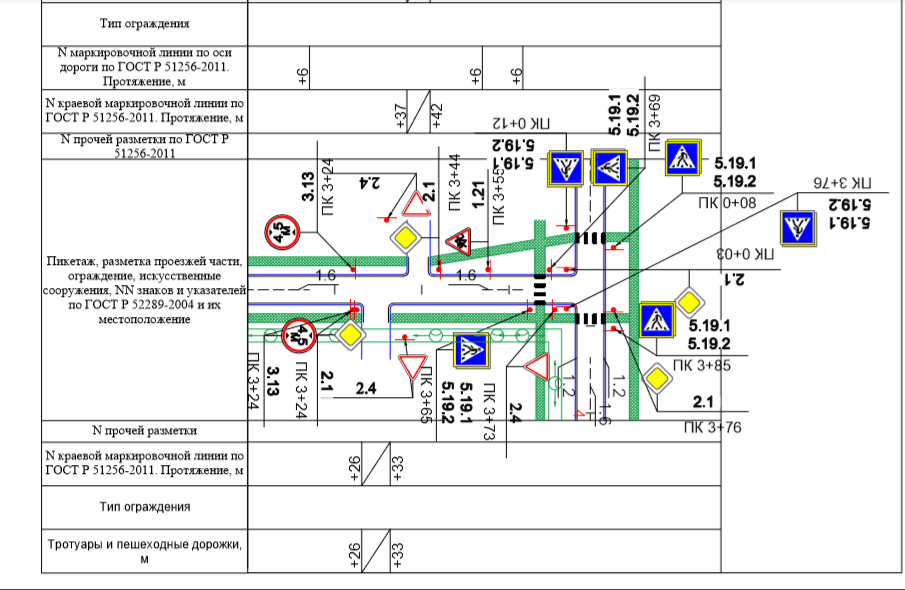 Тип ограждения
N маркировочной линии по оси
дороги по ГОСТ Р 51256-2011.
Протяжение, м
+6
+6
+6
N краевой маркировочной линии по
ГОСТ Р 51256-2011. Протяжение, м
+37
+42
N прочей разметки по ГОСТ Р
51256-2011
ПК 0+12
5.19.2
5.19.1
5.19.1
5.19.2
ПК 3+69
3.13
ПК 3+24
2.4
2.1
ПК 3+44
1.21
ПК 3+55
5.19.1
5.19.2
ПК 0+08
ПК 3+76
5.19.2
5.19.1
4,5
м
ПК 0+03
2.1
Пикетаж, разметка проезжей части,
ограждение, искусственные
сооружения, NN знаков и указателей
по ГОСТ Р 52289-2004 и их
местоположение
1.6
1.6
4,5
м
5.19.1
5.19.2
ПК 3+85
ПК 3+24
3.13
ПК 3+24
2.1
2.4
ПК 3+65
5.19.2
5.19.1
ПК 3+73
2.4
1.2
1.2
1.6
2.1
ПК 3+76
N прочей разметки
N краевой маркировочной линии по
ГОСТ Р 51256-2011. Протяжение, м
+26
+33
Тип ограждения
Тротуары и пешеходные дорожки,
м
+26
+33